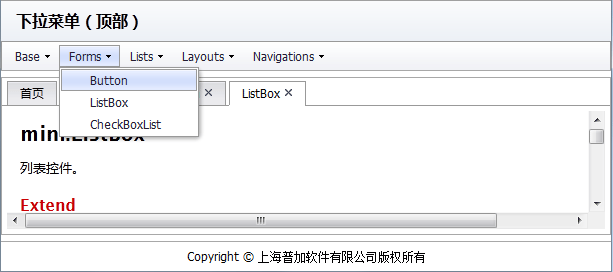 下拉菜单（顶部）
Base Forms Lists Layouts Navigations
Button
ListBox
CheckBoxList
首页 ListBox
mini.ListBox
列表控件。
Extend
Copyright © 上海普加软件有限公司版权所有